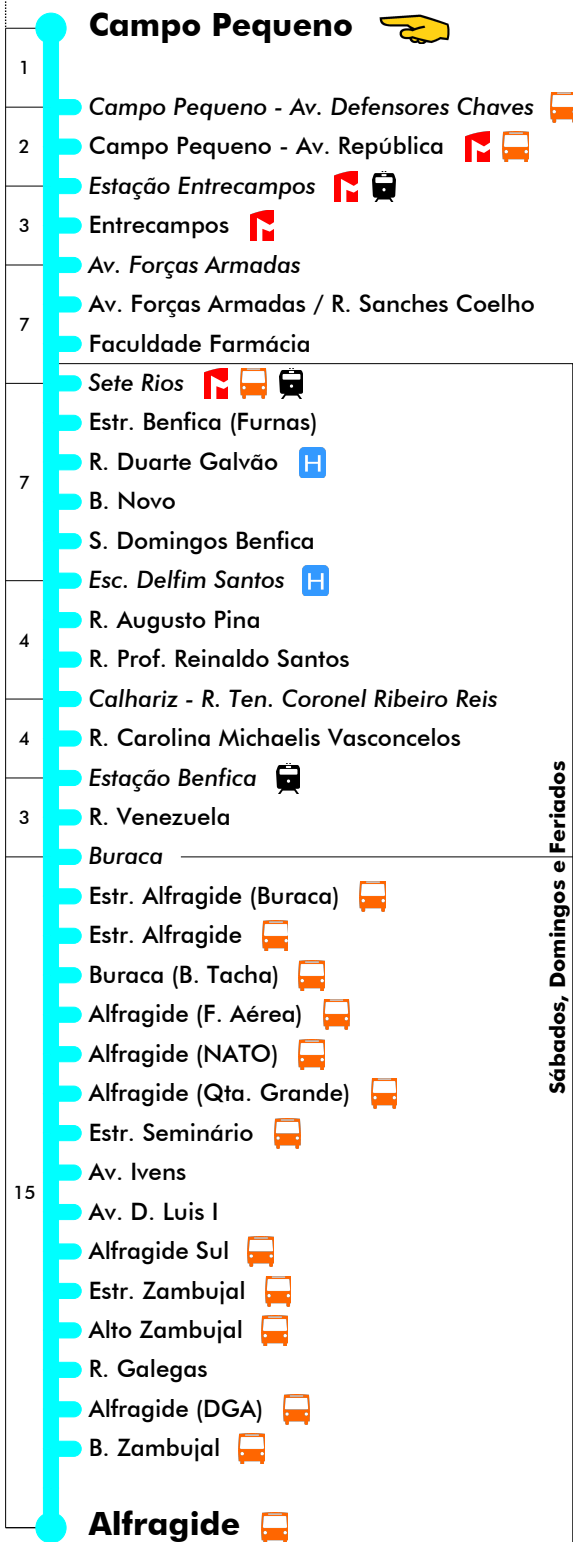 Campo Pequeno
1
Campo Pequeno - Av. Defensores Chaves
2
Campo Pequeno - Av. República
Estação Entrecampos
3
Entrecampos
Av. Forças Armadas
Av. Forças Armadas / R. Sanches Coelho
7
Faculdade Farmácia
Sete Rios
Estr. Benfica (Furnas)
R. Duarte Galvão
H
7
B. Novo
S. Domingos Benfica
Esc. Delfim Santos
H
R. Augusto Pina
4
R. Prof. Reinaldo Santos
Calhariz - R. Ten. Coronel Ribeiro Reis
4
R. Carolina Michaelis Vasconcelos
Estação Benfica
3
R. Venezuela
Buraca
Estr. Alfragide (Buraca)
Estr. Alfragide
Buraca (B. Tacha)
Alfragide (F. Aérea)
Alfragide (NATO)
Alfragide (Qta. Grande)
Estr. Seminário
Av. Ivens
15
Av. D. Luis I
Alfragide Sul
Estr. Zambujal
Alto Zambujal
R. Galegas
Alfragide (DGA)
B. Zambujal
Alfragide
Sábados, Domingos e Feriados